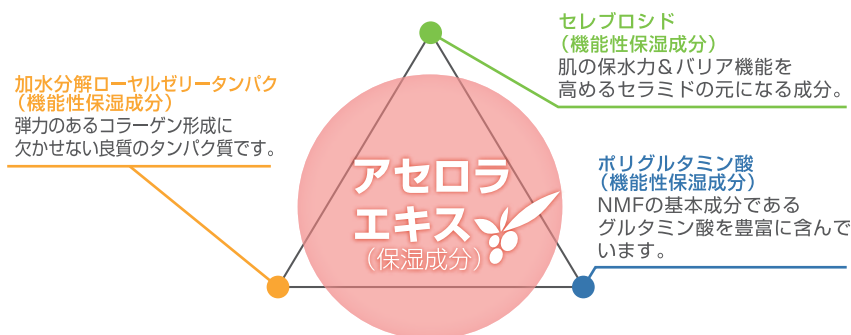 セレブロシド
（機能性保湿成分）
肌の保水力＆バリア機能を
高めるセラミドの元になる成分。
加水分解ローヤルゼリータンパク
（機能性保湿成分）
弾力のあるコラーゲン形成に
欠かせない良質のタンパク質です。
アセロラ
エキス
（保湿成分）
ポリグルタミン酸
（機能性保湿成分）
NMFの基本成分である
グルタミン酸を豊富に含んで
います。